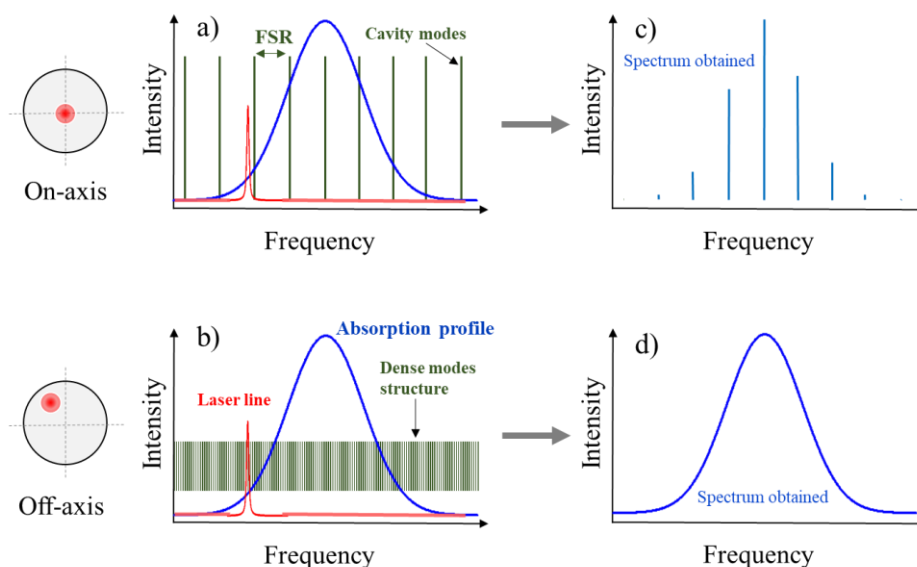 a)
FSR
Cavity modes
Intensity
On-axis
Frequency
c)
Spectrum obtained
Intensity
Frequency
b)
Absorption profile
Dense modes
structure
Laser line
Intensity
Off-axis
Frequency
d)
Spectrum obtained
Intensity
Frequency